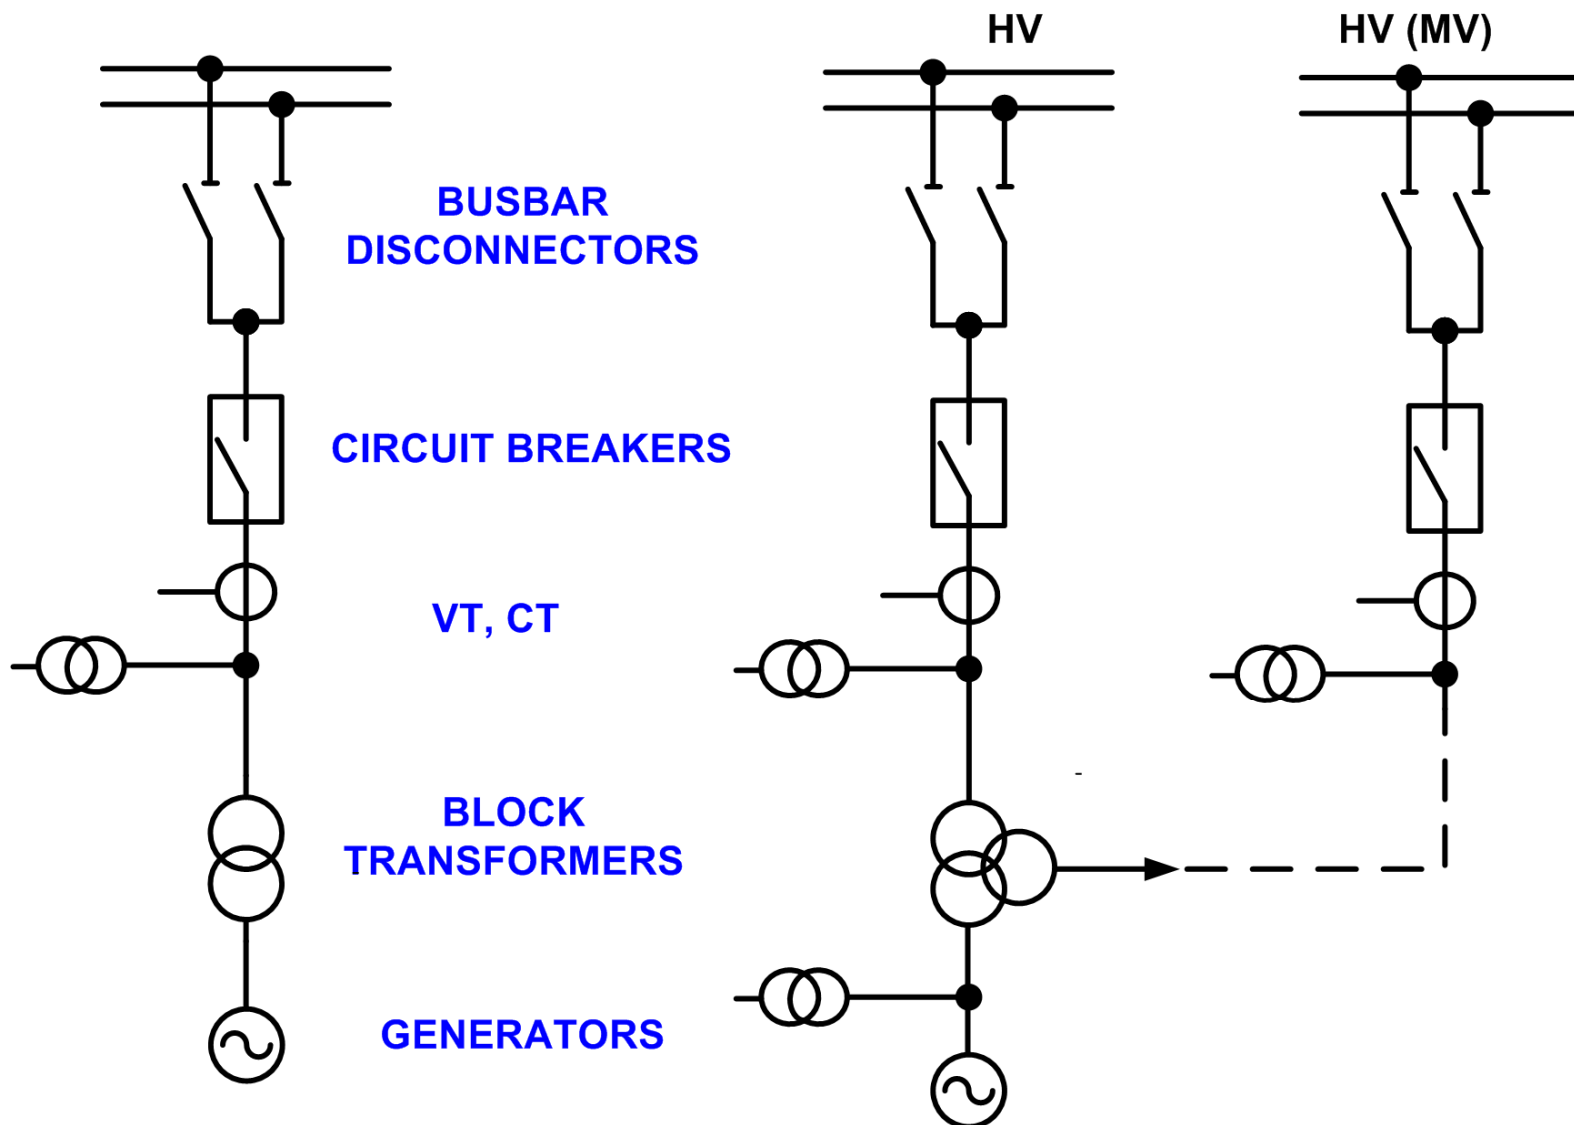 HV
HV (MV)
BUSBAR
DISCONNECTORS
CIRCUIT BREAKERS
VT, CT
BLOCK
TRANSFORMERS
GENERATORS